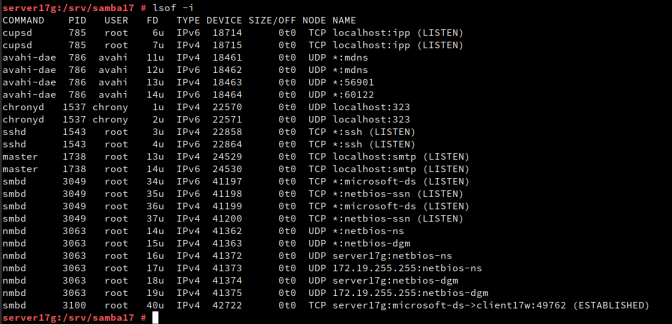 server17g:/srv/samba17 # lsof -i
COMMAND    PID   USER   FD   TYPE DEVICE SIZE/OFF NODE NAME
cupsd      785   root    6u  IPv6  18714      0t0  TCP localhost:ipp (LISTEN)
cupsd      785   root    7u  IPv4  18715      0t0  TCP localhost:ipp (LISTEN)
avahi-dae  786  avahi   11u  IPv4  18461      0t0  UDP *:mdns
avahi-dae  786  avahi   12u  IPv6  18462      0t0  UDP *:mdns
avahi-dae  786  avahi   13u  IPv4  18463      0t0  UDP *:56901
avahi-dae  786  avahi   14u  IPv6  18464      0t0  UDP *:60122
chronyd   1537 chrony    1u  IPv4  22570      0t0  UDP localhost:323
chronyd   1537 chrony    2u  IPv6  22571      0t0  UDP localhost:323
sshd      1543   root    3u  IPv4  22858      0t0  TCP *:ssh (LISTEN)
sshd      1543   root    4u  IPv6  22864      0t0  TCP *:ssh (LISTEN)
master    1738   root   13u  IPv4  24529      0t0  TCP localhost:smtp (LISTEN)
master    1738   root   14u  IPv6  24530      0t0  TCP localhost:smtp (LISTEN)
smbd      3049   root   34u  IPv6  41197      0t0  TCP *:microsoft-ds (LISTEN)
smbd      3049   root   35u  IPv6  41198      0t0  TCP *:netbios-ssn (LISTEN)
smbd      3049   root   36u  IPv4  41199      0t0  TCP *:microsoft-ds (LISTEN)
smbd      3049   root   37u  IPv4  41200      0t0  TCP *:netbios-ssn (LISTEN)
nmbd      3063   root   14u  IPv4  41362      0t0  UDP *:netbios-ns
nmbd      3063   root   15u  IPv4  41363      0t0  UDP *:netbios-dgm
nmbd      3063   root   16u  IPv4  41372      0t0  UDP server17g:netbios-ns
nmbd      3063   root   17u  IPv4  41373      0t0  UDP 172.19.255.255:netbios-ns
nmbd      3063   root   18u  IPv4  41374      0t0  UDP server17g:netbios-dgm
nmbd      3063   root   19u  IPv4  41375      0t0  UDP 172.19.255.255:netbios-dgm
smbd      3100   root   40u  IPv4  42722      0t0  TCP server17g:microsoft-ds->client17w:49762 (ESTABLISHED)
server17g:/srv/samba17 #